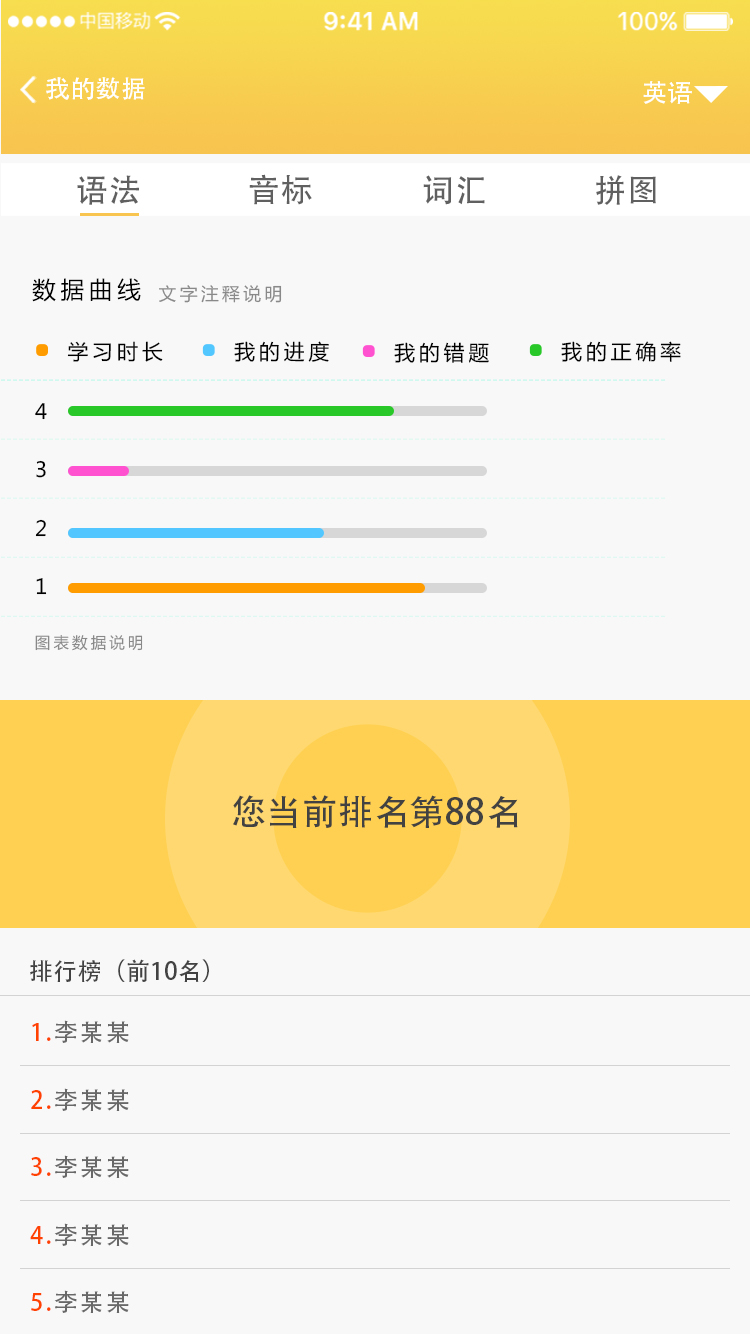 中国移动 9:41 AM 100%
我的数据 英语
语法 音标 词汇 拼图
数据曲线 文字注释说明
学习时长 我的进度 我的错题 我的正确率
4
3
2
1
图表数据说明
您当前排名第88名
排行榜（前10名）
1.李某某
2.李某某
3.李某某
4.李某某
5.李某某